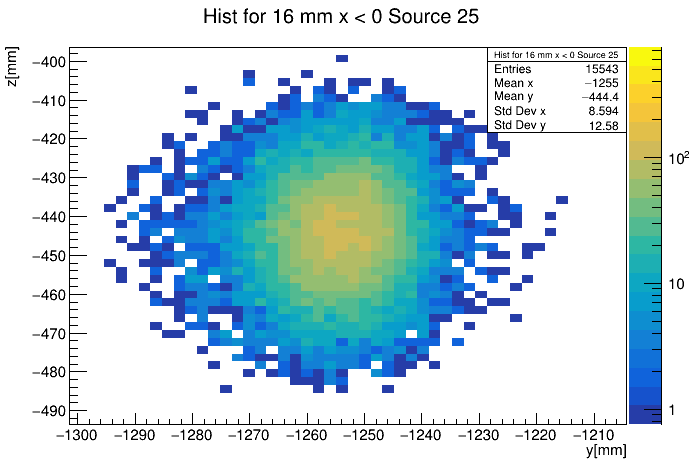 Hist for 16 mm x < 0 Source 25
z[mm]
Hist for 16 mm x < 0 Source 25
Entries 15543
Mean x −1255
Mean y −444.4
Std Dev x 8.594
Std Dev y 12.58
−400
−410
−420
−430
−440
−450
−460
−470
−480
−490
10²
10
1
−1300 −1290 −1280 −1270 −1260 −1250 −1240 −1230 −1220 −1210
y[mm]